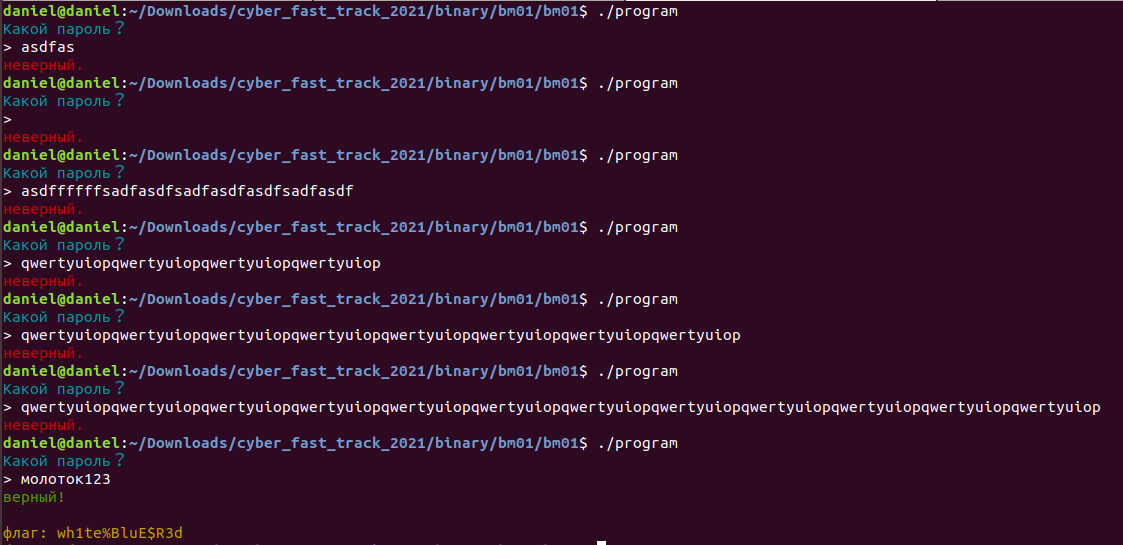 daniel@daniel:~/Downloads/cyber_fast_track_2021/binary/bm01/bm01$ ./program
Какой пароль？
> asdfas
неверный.
daniel@daniel:~/Downloads/cyber_fast_track_2021/binary/bm01/bm01$ ./program
Какой пароль？
>
неверный.
daniel@daniel:~/Downloads/cyber_fast_track_2021/binary/bm01/bm01$ ./program
Какой пароль？
> asdffffffsadfasdfsadfasdfasdfsadfasdf
неверный.
daniel@daniel:~/Downloads/cyber_fast_track_2021/binary/bm01/bm01$ ./program
Какой пароль？
> qwertyuiopqwertyuiopqwertyuiopqwertyuiop
неверный.
daniel@daniel:~/Downloads/cyber_fast_track_2021/binary/bm01/bm01$ ./program
Какой пароль？
> qwertyuiopqwertyuiopqwertyuiopqwertyuiopqwertyuiopqwertyuiopqwertyuiopqwertyuiop
неверный.
daniel@daniel:~/Downloads/cyber_fast_track_2021/binary/bm01/bm01$ ./program
Какой пароль？
> qwertyuiopqwertyuiopqwertyuiopqwertyuiopqwertyuiopqwertyuiopqwertyuiopqwertyuiopqwertyuiopqwertyuiopqwertyuiopqwertyuiop
неверный.
daniel@daniel:~/Downloads/cyber_fast_track_2021/binary/bm01/bm01$ ./program
Какой пароль？
> молоток123
верный!
флаг: wh1te%BluE$R3d